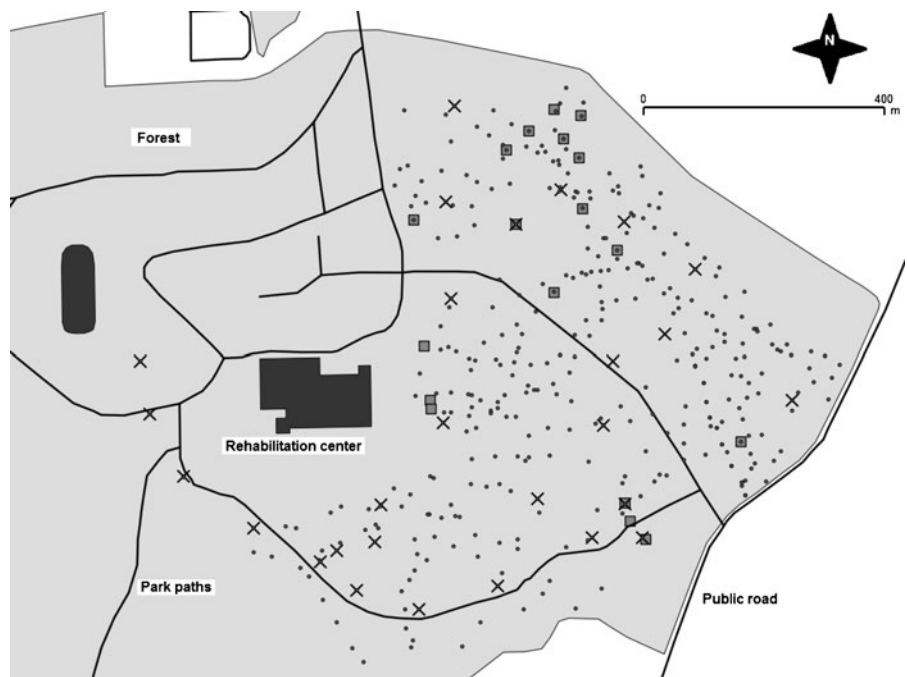 N
0 400
m
Forest
Rehabilitation center
Park paths
Public road